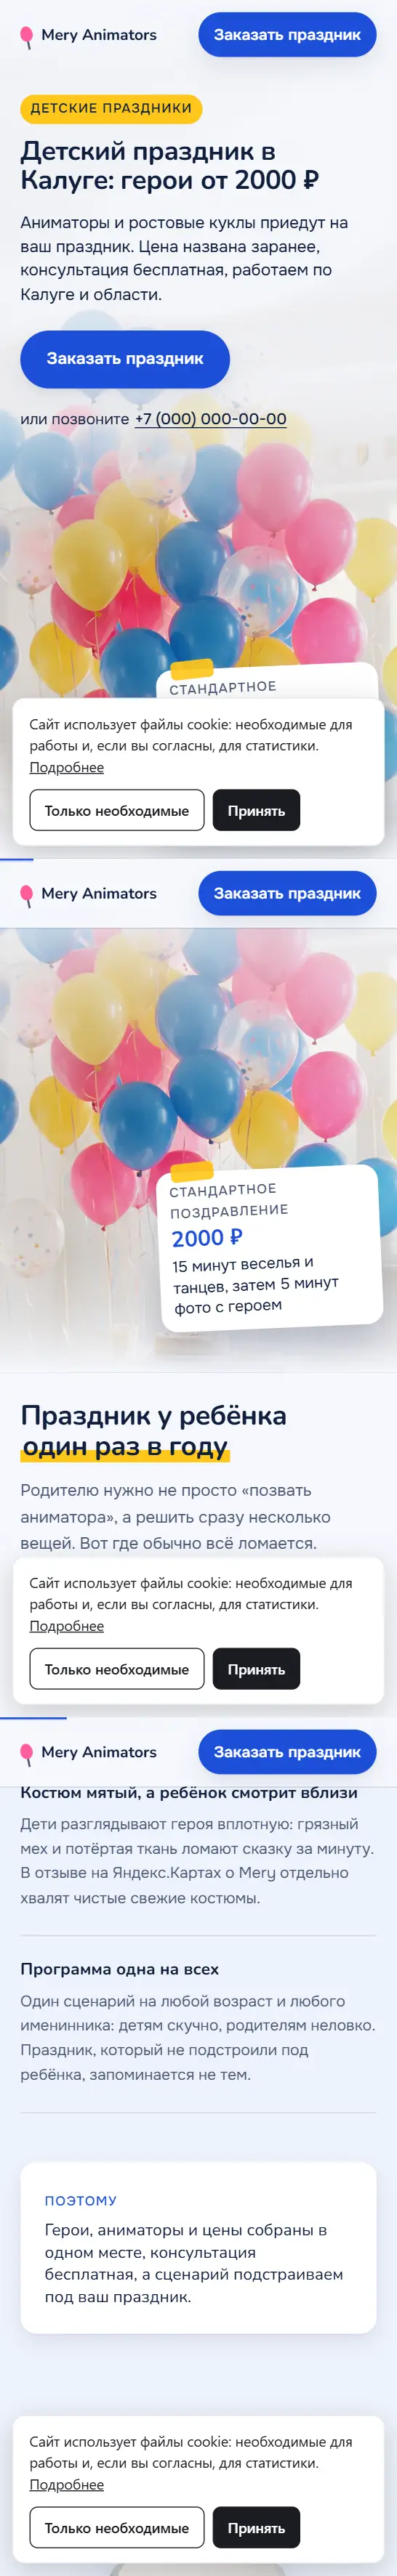 Mery Animators
Заказать праздник
ДЕТСКИЕ ПРАЗДНИКИ
Детский праздник в
Калуге: герои от 2000 ₽
Аниматоры и ростовые куклы приедут на
ваш праздник. Цена названа заранее,
консультация бесплатная, работаем по
Калуге и области.
Заказать праздник
или позвоните +7 (000) 000-00-00
СТАНДАРТНОЕ
Сайт использует файлы cookie: необходимые для
работы и, если вы согласны, для статистики.
Подробнее
Только необходимые
Принять
Mery Animators
Заказать праздник
СТАНДАРТНОЕ
ПОЗДРАВЛЕНИЕ
2000 ₽
15 минут веселья и
танцев, затем 5 минут
фото с героем
Праздник у ребёнка
один раз в году
Родителю нужно не просто «позвать
аниматора», а решить сразу несколько
вещей. Вот где обычно всё ломается.
Сайт использует файлы cookie: необходимые для
работы и, если вы согласны, для статистики.
Подробнее
Только необходимые
Принять
Mery Animators
Заказать праздник
Костюм мятый, а ребёнок смотрит вблизи
Дети разглядывают героя вплотную: грязный
мех и потёртая ткань ломают сказку за минуту.
В отзыве на Яндекс.Картах о Mery отдельно
хвалят чистые свежие костюмы.
Программа одна на всех
Один сценарий на любой возраст и любого
именинника: детям скучно, родителям неловко.
Праздник, который не подстроили под
ребёнка, запоминается не тем.
ПОЭТОМУ
Герои, аниматоры и цены собраны в
одном месте, консультация
бесплатная, а сценарий подстраиваем
под ваш праздник.
Сайт использует файлы cookie: необходимые для
работы и, если вы согласны, для статистики.
Подробнее
Только необходимые
Принять